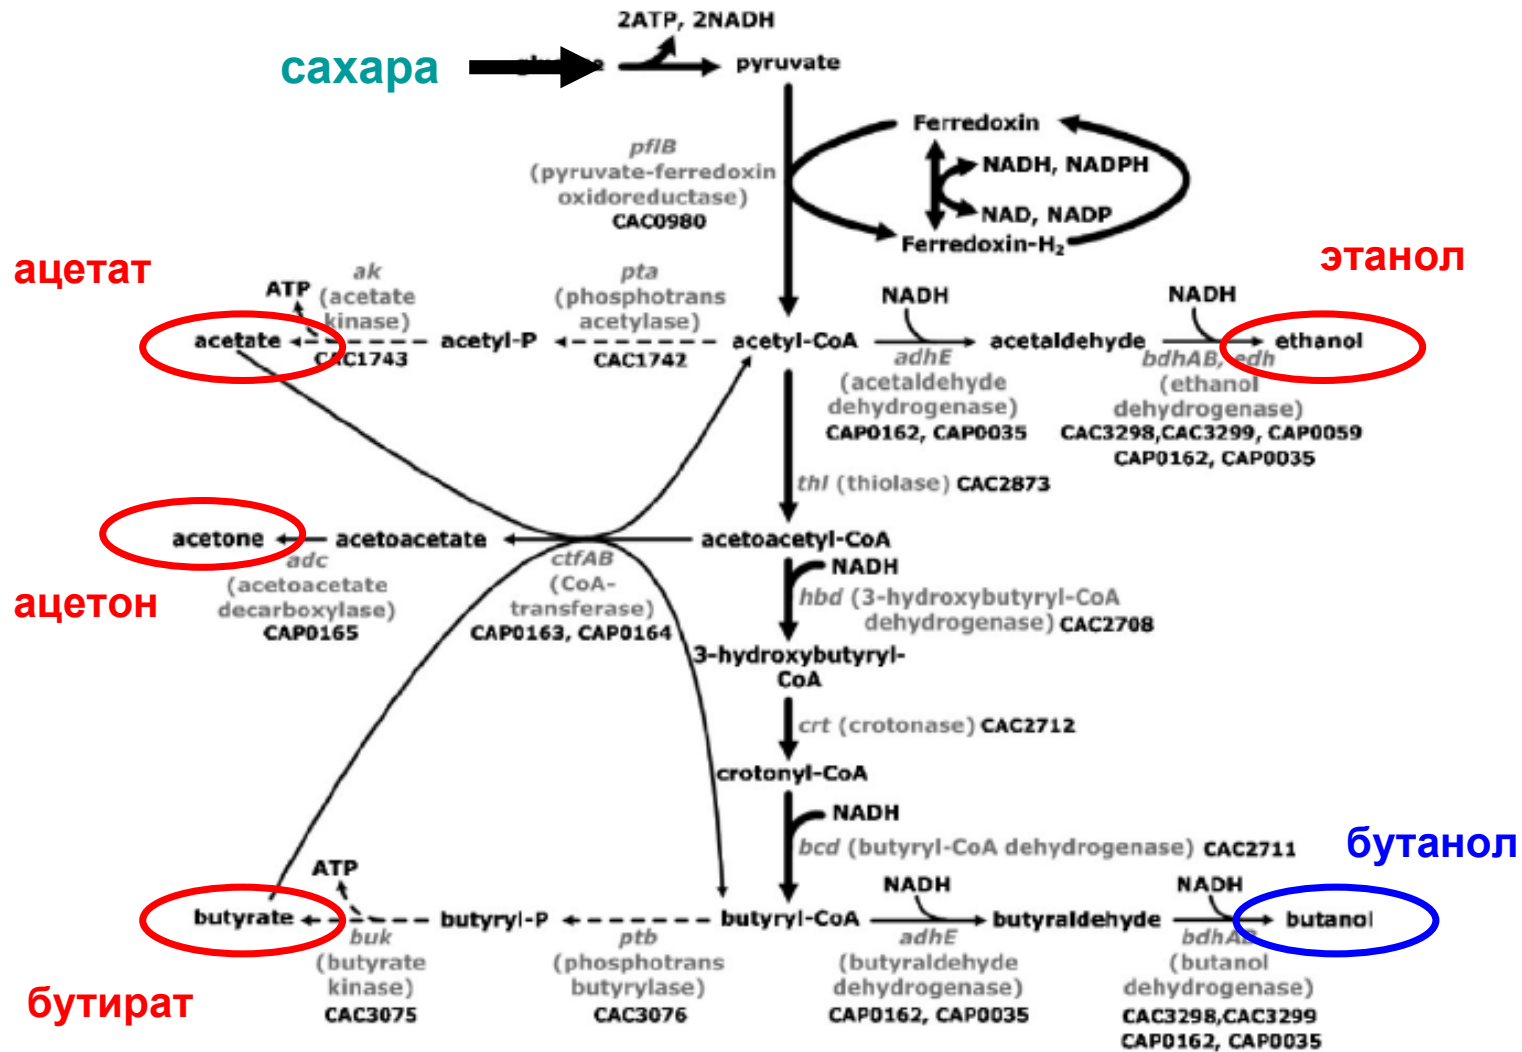 2ATP, 2NADH
сахара
pyruvate
Ferredoxin
pflB
(pyruvate-ferredoxin
oxidoreductase)
CAC0980
NADH, NADPH
NAD, NADP
Ferredoxin-H₂
ацетат
этанол
ATP
ak
(acetate
kinase)
CAC1743
pta
(phosphotrans
acetylase)
CAC1742
NADH
NADH
acetate
acetyl-P
acetyl-CoA
acetaldehyde
ethanol
adhE
(acetaldehyde
dehydrogenase)
CAP0162, CAP0035
bdhAB, edh
(ethanol
dehydrogenase)
CAC3298,CAC3299, CAP0059
CAP0162, CAP0035
thl (thiolase) CAC2873
acetone
acetoacetate
acetoacetyl-CoA
ацетон
adc
(acetoacetate
decarboxylase)
CAP0165
ctfAB
(CoA-
transferase)
CAP0163, CAP0164
NADH
hbd (3-hydroxybutyryl-CoA
dehydrogenase) CAC2708
3-hydroxybutyryl-
CoA
crt (crotonase) CAC2712
crotonyl-CoA
NADH
bcd (butyryl-CoA dehydrogenase) CAC2711
бутанол
ATP
NADH
NADH
butyrate
butyryl-P
butyryl-CoA
butyraldehyde
butanol
бутират
buk
(butyrate
kinase)
CAC3075
ptb
(phosphotrans
butyrylase)
CAC3076
adhE
(butyraldehyde
dehydrogenase)
CAP0162, CAP0035
bdhAB
(butanol
dehydrogenase)
CAC3298,CAC3299
CAP0162, CAP0035